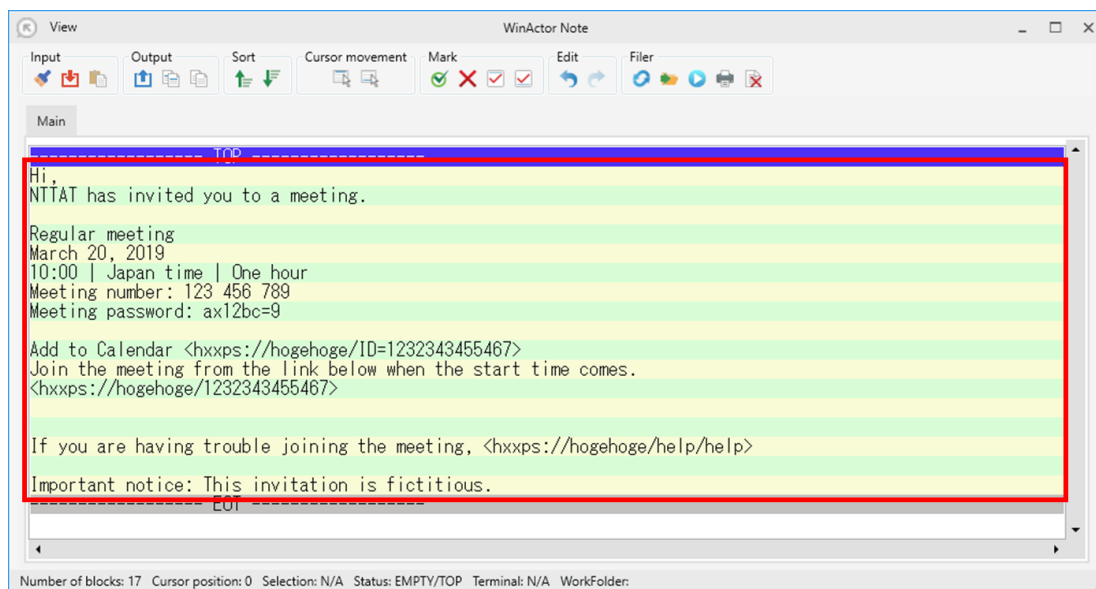 View WinActor Note
Input Output Sort Cursor movement Mark Edit Filer
Main
------------------ TOP ------------------
Hi,
NTTAT has invited you to a meeting.
Regular meeting
March 20, 2019
10:00 | Japan time | One hour
Meeting number: 123 456 789
Meeting password: ax12bc=9
Add to Calendar <hxxps://hogehoge/ID=1232343455467>
Join the meeting from the link below when the start time comes.
<hxxps://hogehoge/1232343455467>
If you are having trouble joining the meeting, <hxxps://hogehoge/help/help>
Important notice: This invitation is fictitious.
------------------ EOT ------------------
Number of blocks: 17 Cursor position: 0 Selection: N/A Status: EMPTY/TOP Terminal: N/A WorkFolder: